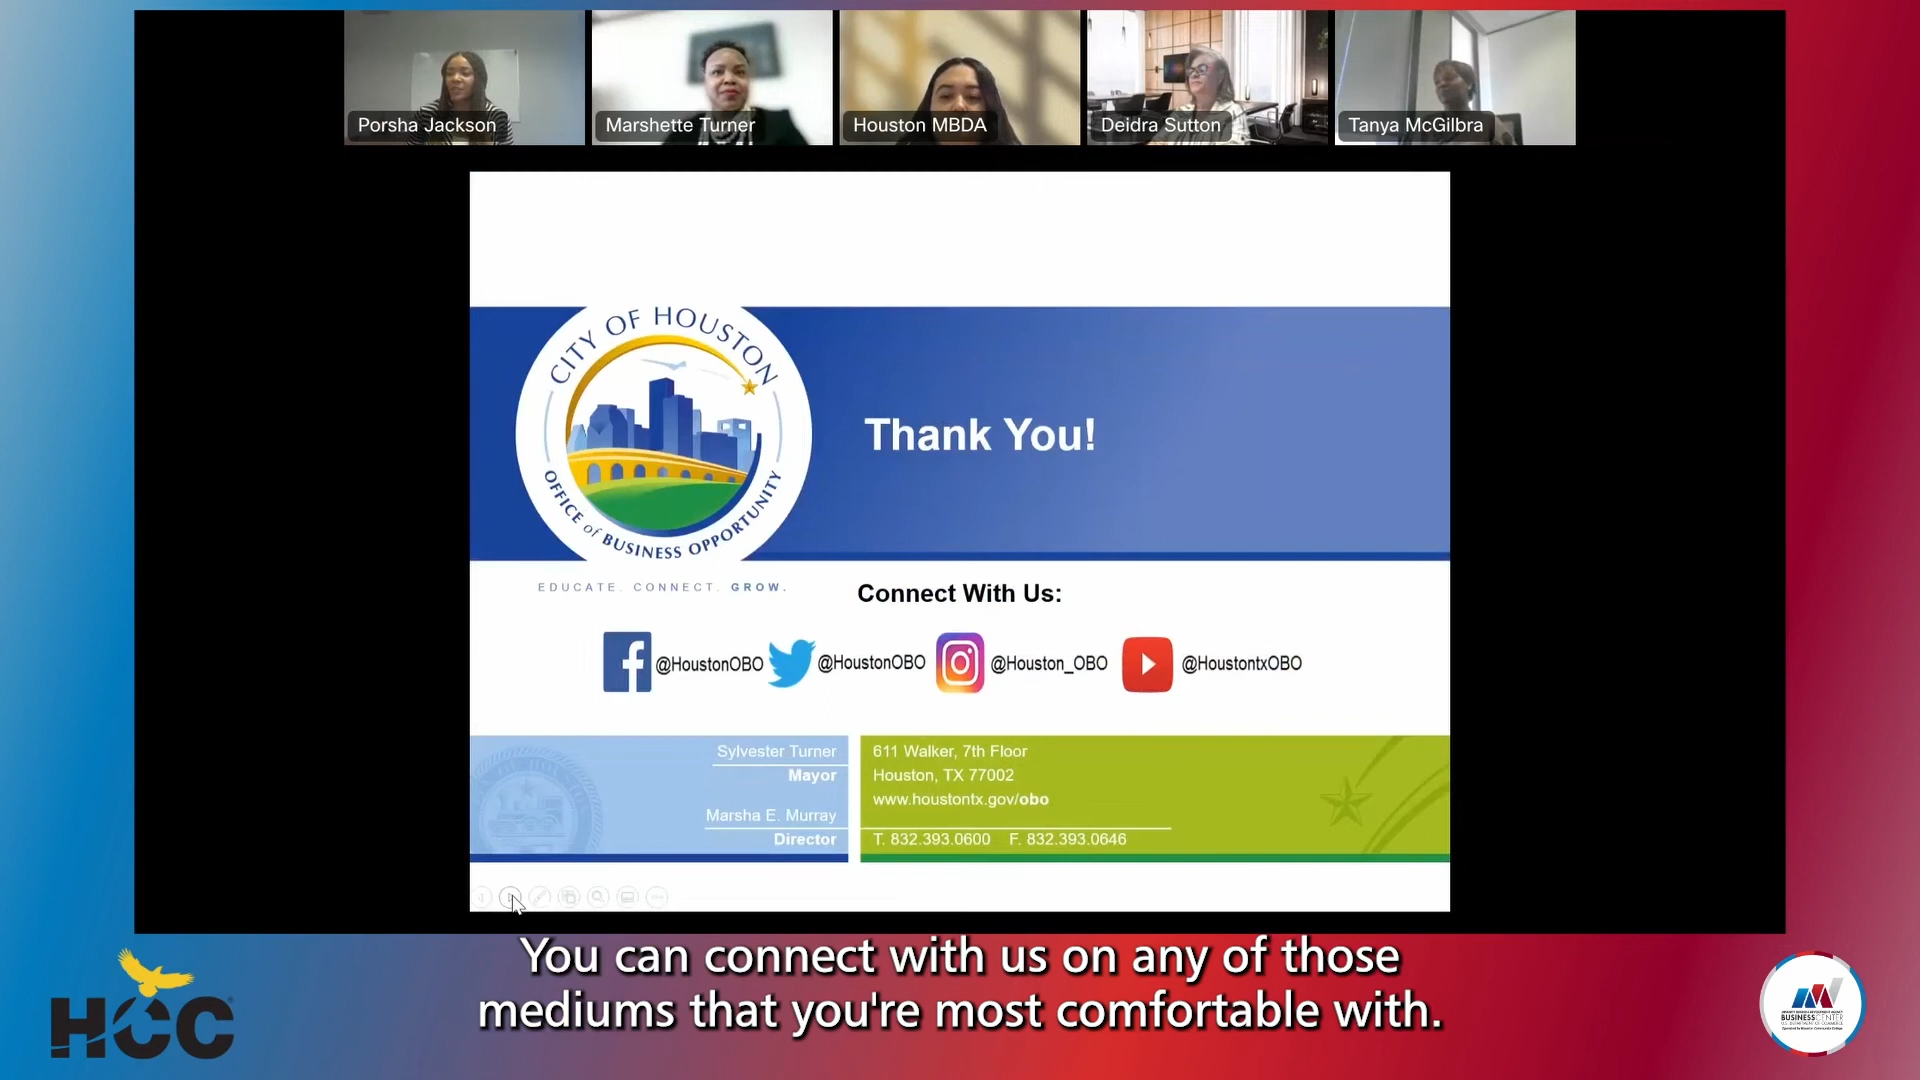 Porsha Jackson
Marshette Turner
Houston MBDA
Deidra Sutton
Tanya McGilbra
CITY OF HOUSTON
OFFICE of BUSINESS OPPORTUNITY
Thank You!
EDUCATE. CONNECT. GROW.
Connect With Us:
@HoustonOBO
@HoustonOBO
@Houston_OBO
@HoustontxOBO
Sylvester Turner
Mayor
Marsha E. Murray
Director
611 Walker, 7th Floor
Houston, TX 77002
www.houstontx.gov/obo
T. 832.393.0600 F. 832.393.0646
You can connect with us on any of those
mediums that you're most comfortable with.
HCC
BUSINESS CENTER